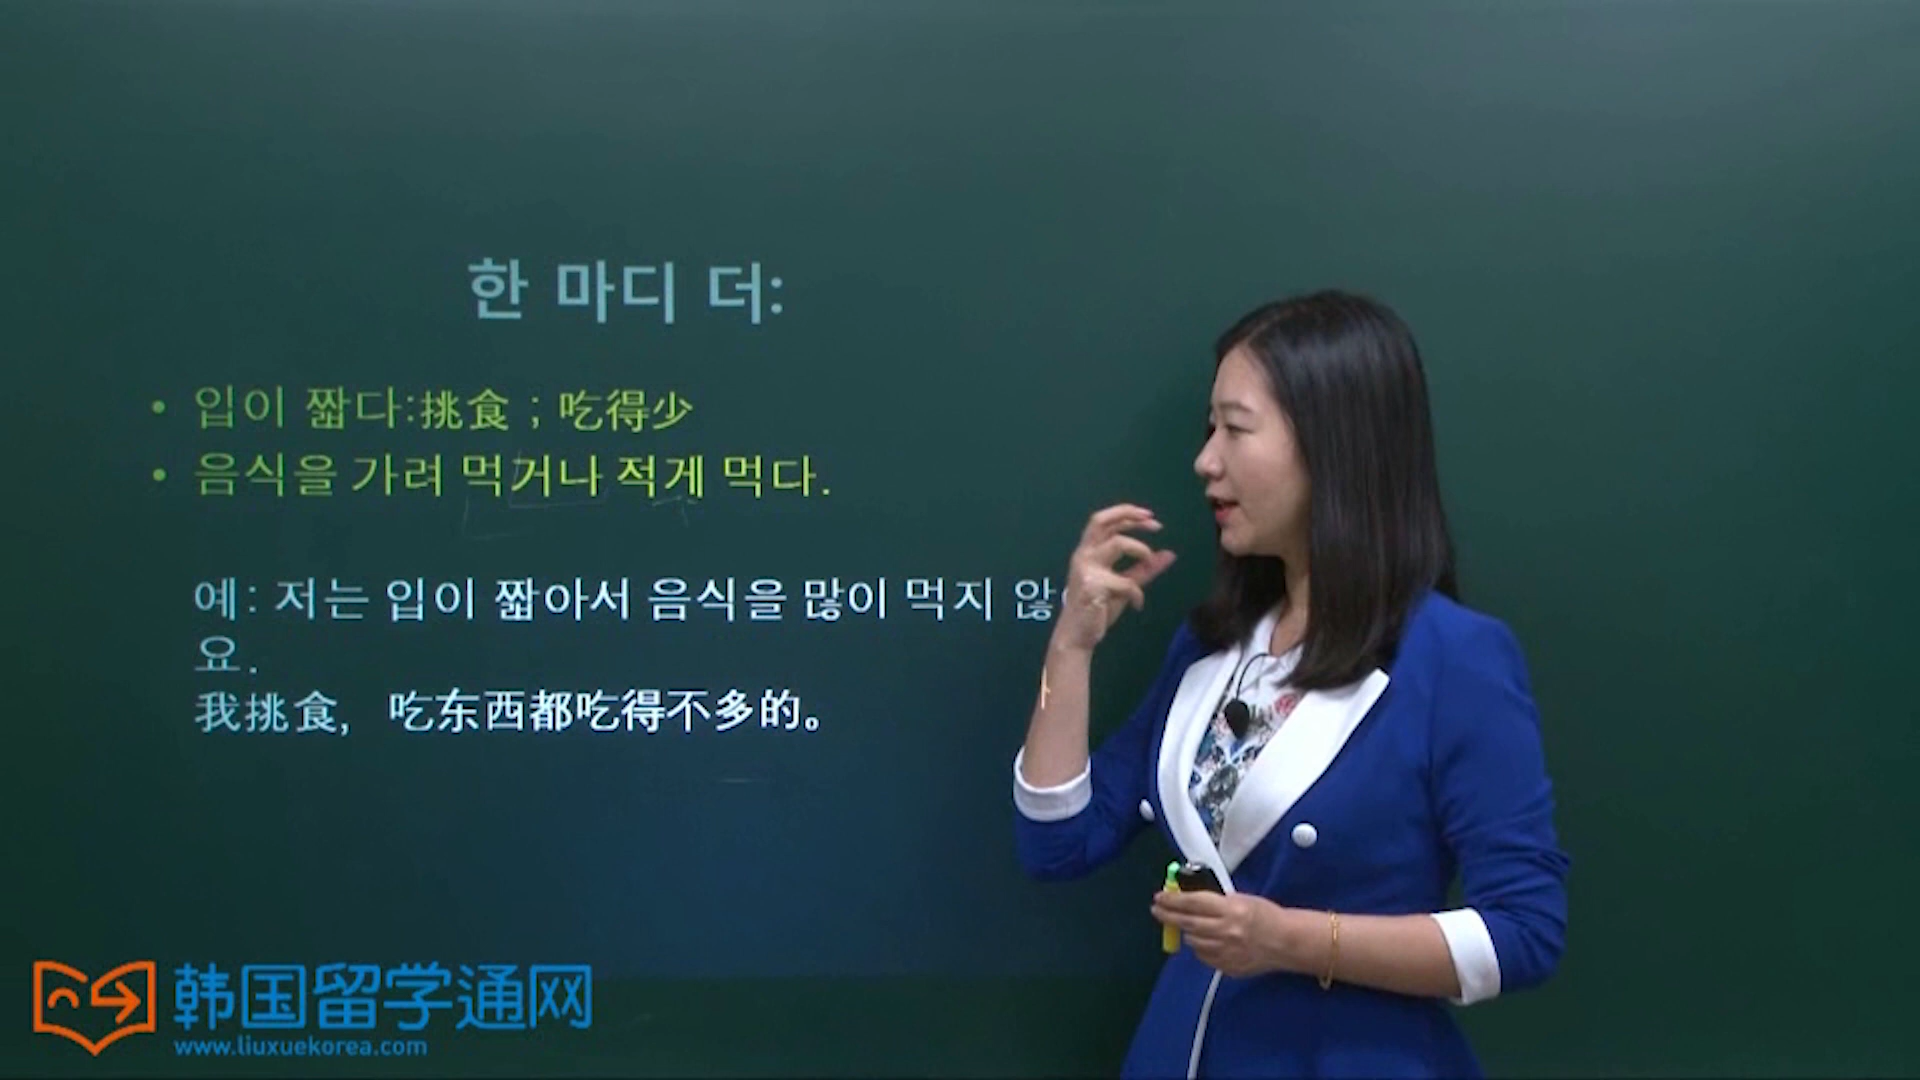 한 마디 더:
• 입이 짧다:挑食 ; 吃得少
• 음식을 가려 먹거나 적게 먹다.
예: 저는 입이 짧아서 음식을 많이 먹지 않
요.
我挑食, 吃东西都吃得不多的。
韩国留学通网
www.liuxuekorea.com